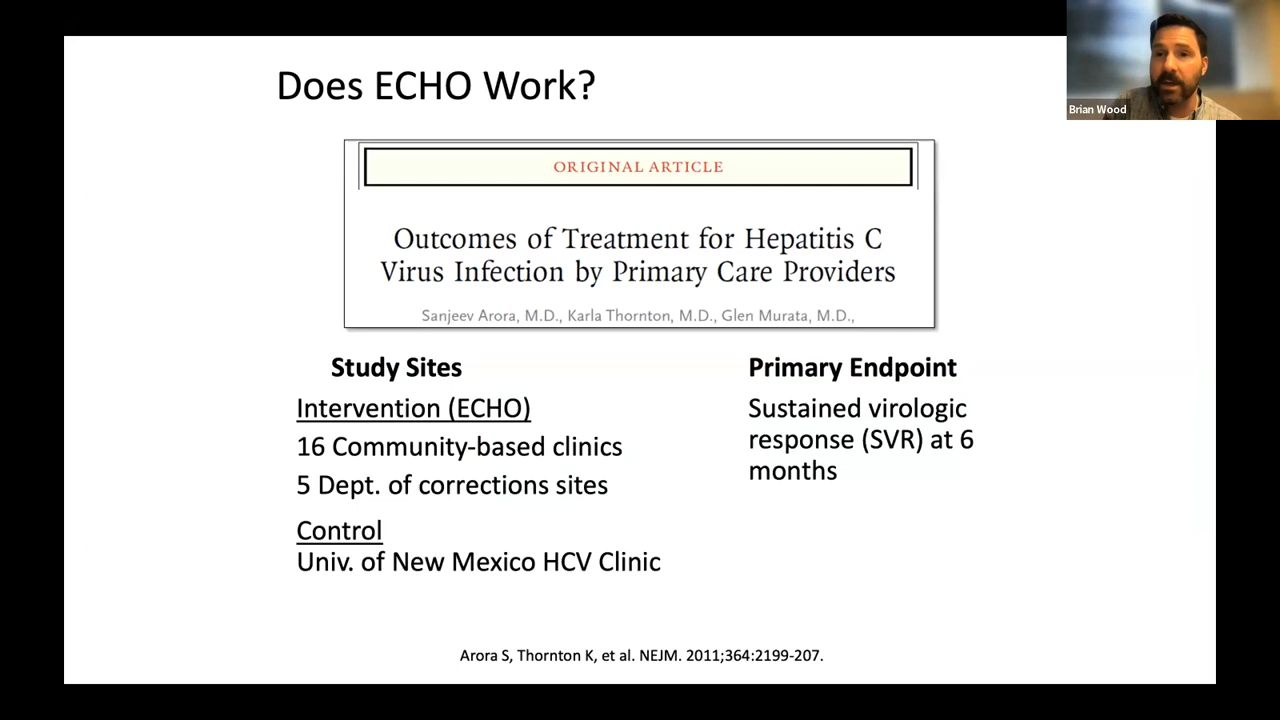 Does ECHO Work?
Brian Wood
ORIGINAL ARTICLE
Outcomes of Treatment for Hepatitis C
Virus Infection by Primary Care Providers
Sanjeev Arora, M.D., Karla Thornton, M.D., Glen Murata, M.D.,
Study Sites
Intervention (ECHO)
16 Community-based clinics
5 Dept. of corrections sites
Control
Univ. of New Mexico HCV Clinic
Primary Endpoint
Sustained virologic
response (SVR) at 6
months
Arora S, Thornton K, et al. NEJM. 2011;364:2199-207.